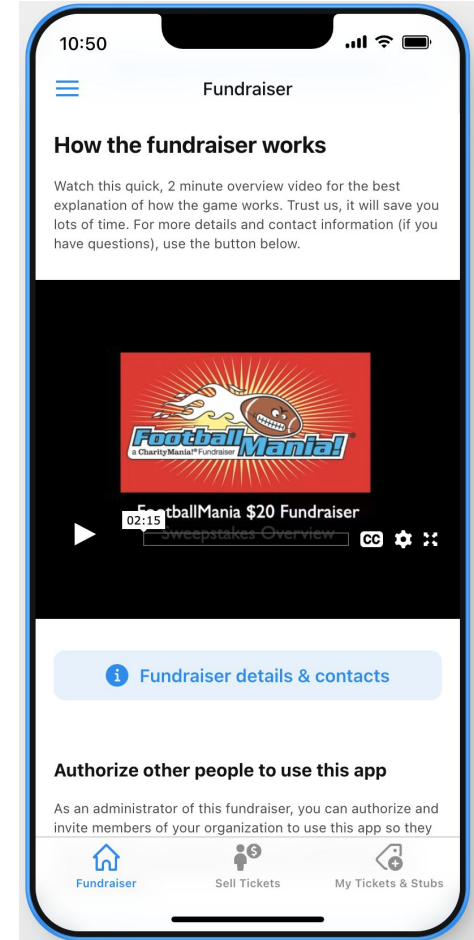 10:50
Fundraiser
How the fundraiser works
Watch this quick, 2 minute overview video for the best
explanation of how the game works. Trust us, it will save you
lots of time. For more details and contact information (if you
have questions), use the button below.
FootballMania!®
a CharityMania!® Fundraiser
FootballMania $20 Fundraiser
02:15
Sweepstakes Overview
CC
Fundraiser details & contacts
Authorize other people to use this app
As an administrator of this fundraiser, you can authorize and
invite members of your organization to use this app so they
Fundraiser
Sell Tickets
My Tickets & Stubs